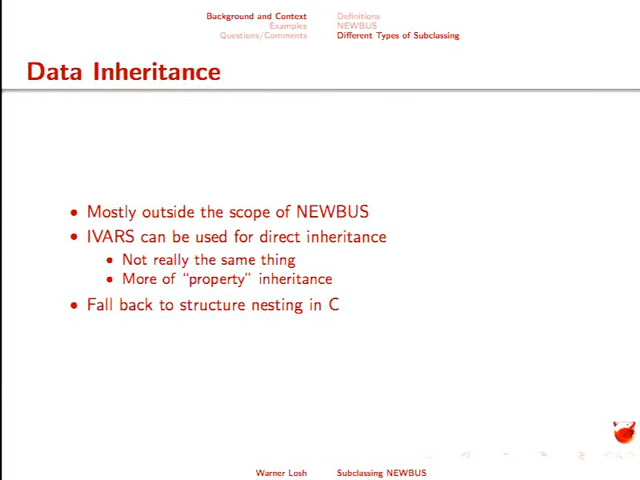 Background and Context
Examples
Questions/Comments
Definitions
NEWBUS
Different Types of Subclassing
Data Inheritance
• Mostly outside the scope of NEWBUS
• IVARS can be used for direct inheritance
• Not really the same thing
• More of “property” inheritance
• Fall back to structure nesting in C
Warner Losh
Subclassing NEWBUS